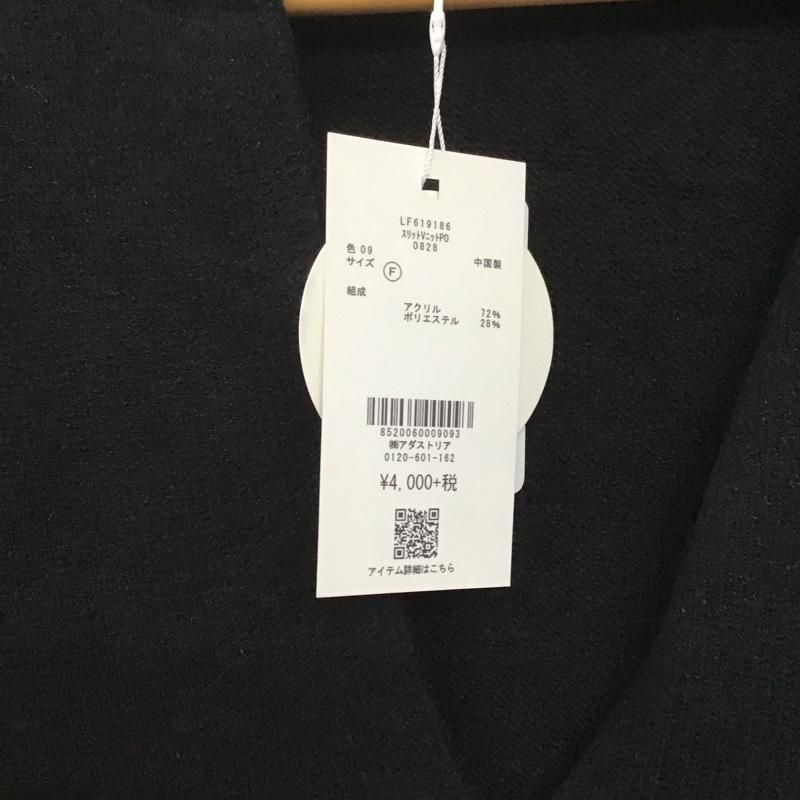 LF619186
ｽﾘｯﾄVﾆｯﾄPO
0828
色 09
サイズ Ⓕ 中国製
組成
アクリル 72%
ポリエステル 28%
8520060009093
㈱アダストリア
0120-601-162
¥4,000+税
アイテム詳細はこちら